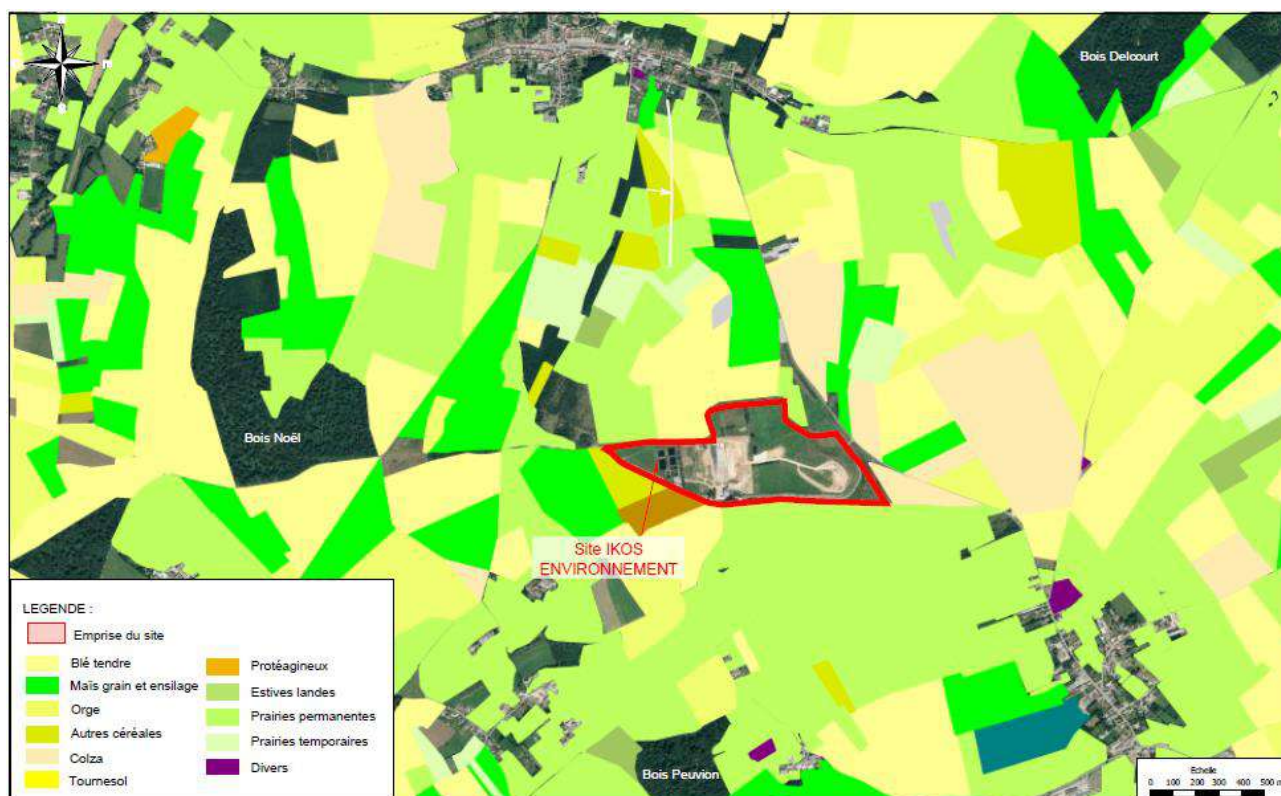 Bois Delcourt
Bois Noël
Site IKOS
ENVIRONNEMENT
Bois Peuvion
LEGENDE :
Emprise du site
Blé tendre
Maïs grain et ensilage
Orge
Autres céréales
Colza
Tournesol
Protéagineux
Estives landes
Prairies permanentes
Prairies temporaires
Divers
Echelle
0 100 200 300 400 500 m